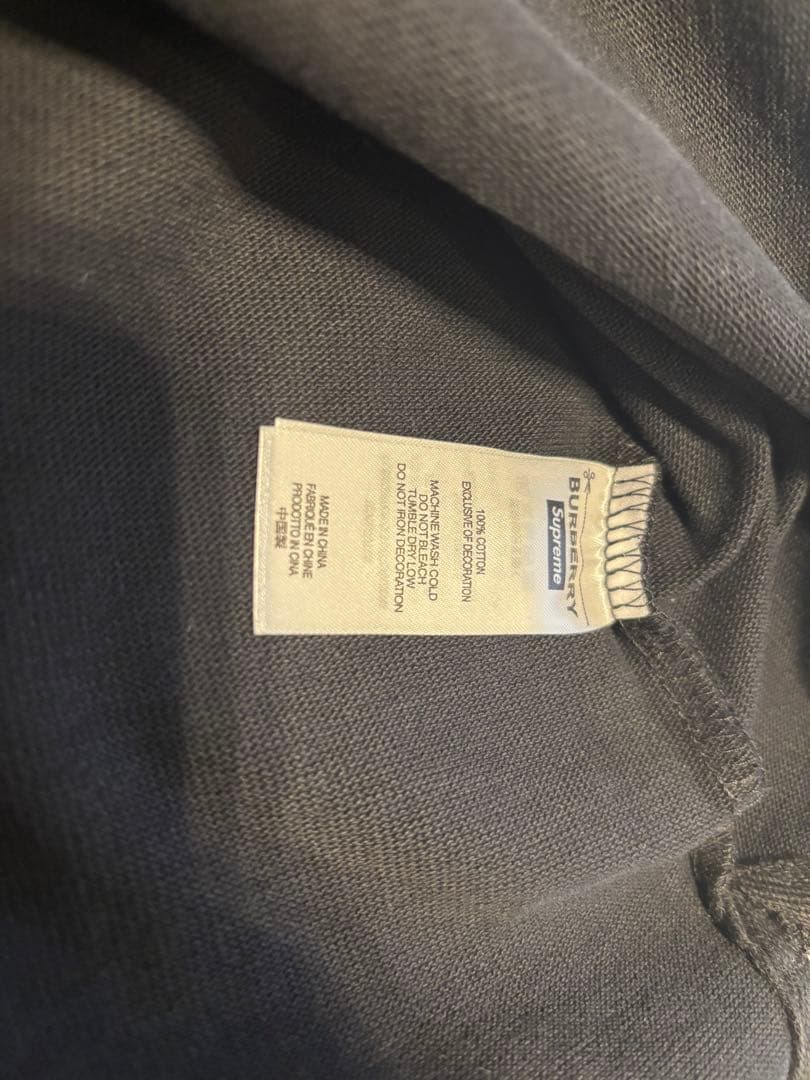 BURBERRY
Supreme
100% COTTON
EXCLUSIVE OF DECORATION
MACHINE WASH COLD
DO NOT BLEACH
TUMBLE DRY LOW
DO NOT IRON DECORATION
MADE IN CHINA
FABRIQUÉ EN CHINE
PRODOTTO IN CINA
中国製